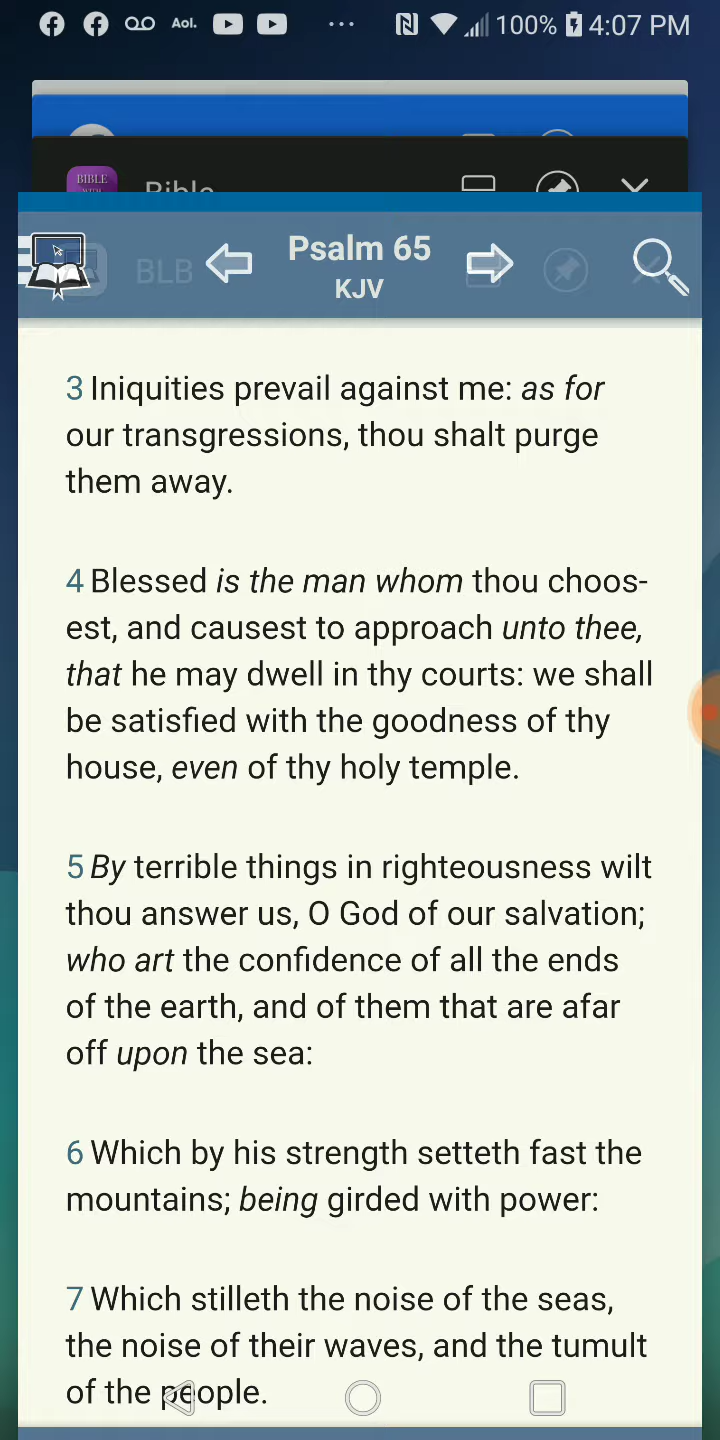 Aol. ... 100% 4:07 PM
BIBLE
Bible
BLB
Psalm 65
KJV
3 Iniquities prevail against me: as for
our transgressions, thou shalt purge
them away.
4 Blessed is the man whom thou choos-
est, and causest to approach unto thee,
that he may dwell in thy courts: we shall
be satisfied with the goodness of thy
house, even of thy holy temple.
5 By terrible things in righteousness wilt
thou answer us, O God of our salvation;
who art the confidence of all the ends
of the earth, and of them that are afar
off upon the sea:
6 Which by his strength setteth fast the
mountains; being girded with power:
7 Which stilleth the noise of the seas,
the noise of their waves, and the tumult
of the people.